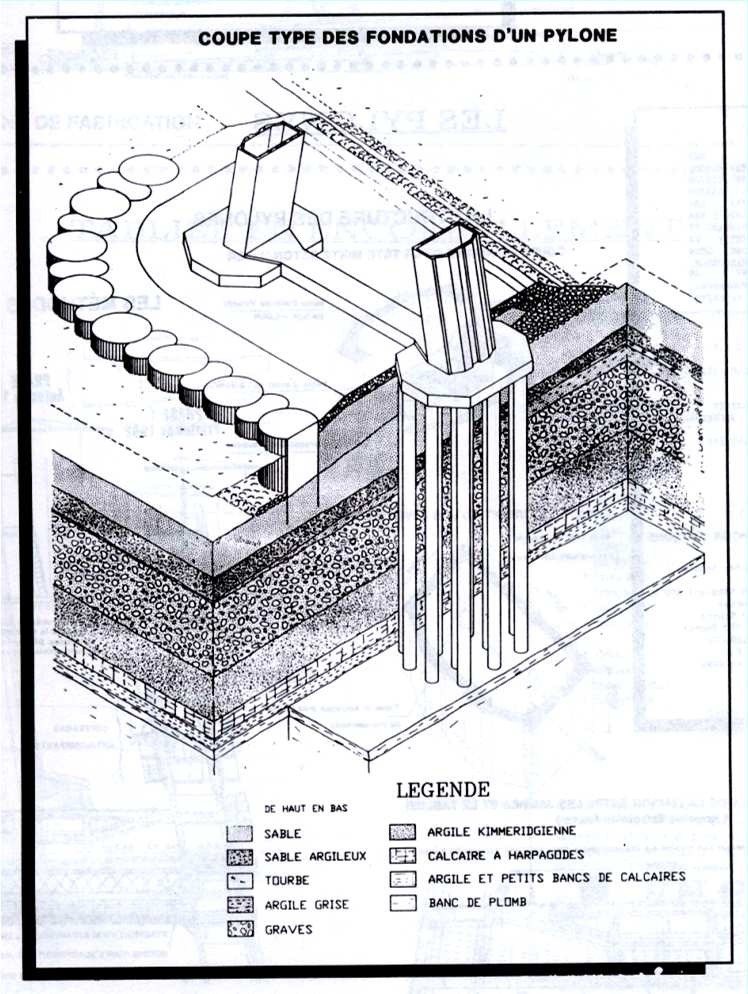 COUPE TYPE DES FONDATIONS D'UN PYLONE
LEGENDE
DE HAUT EN BAS
SABLE
SABLE ARGILEUX
TOURBE
ARGILE GRISE
GRAVES
ARGILE KIMMERIDGIENNE
CALCAIRE A HARPAGODES
ARGILE ET PETITS BANCS DE CALCAIRES
BANC DE PLOMB